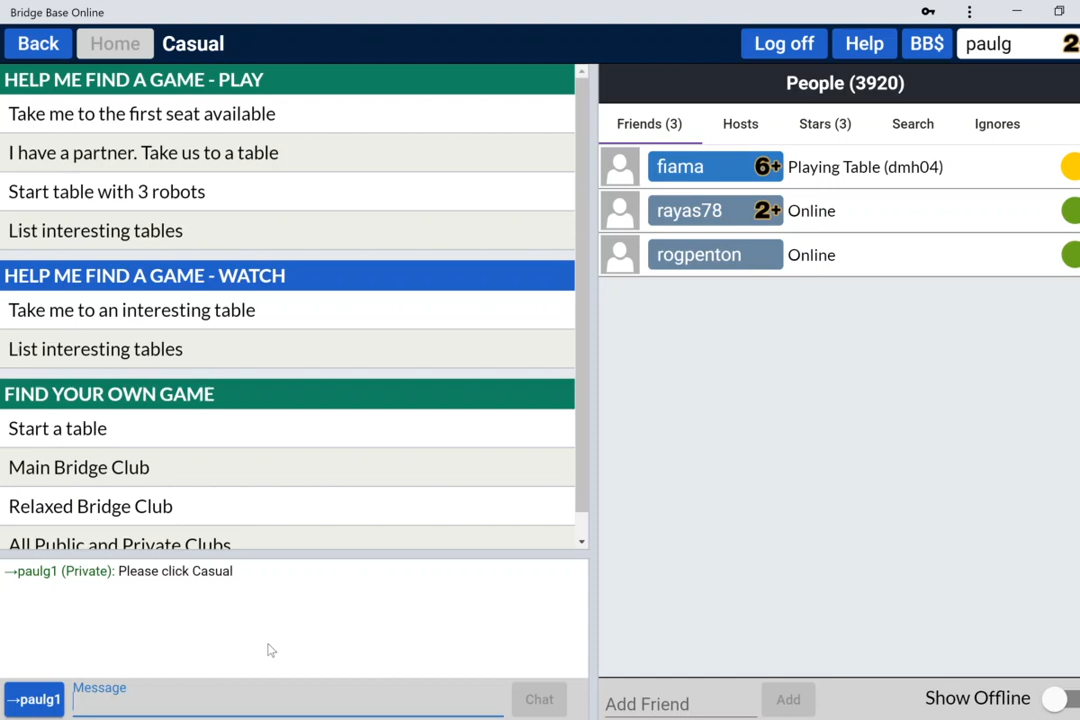 Bridge Base Online
Back Home Casual Log off Help BB$ paulg 2
HELP ME FIND A GAME - PLAY
Take me to the first seat available
I have a partner. Take us to a table
Start table with 3 robots
List interesting tables
HELP ME FIND A GAME - WATCH
Take me to an interesting table
List interesting tables
FIND YOUR OWN GAME
Start a table
Main Bridge Club
Relaxed Bridge Club
All Public and Private Clubs
→paulg1 (Private): Please click Casual
→paulg1 Message Chat
People (3920)
Friends (3) Hosts Stars (3) Search Ignores
fiama 6+ Playing Table (dmh04)
rayas78 2+ Online
rogpenton Online
Add Friend Add Show Offline